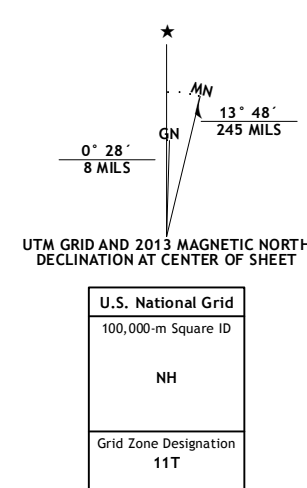 ★
MN
GN
13° 48´
245 MILS
0° 28´
8 MILS
UTM GRID AND 2013 MAGNETIC NORTH
DECLINATION AT CENTER OF SHEET
U.S. National Grid
100,000-m Square ID
NH
Grid Zone Designation
11T